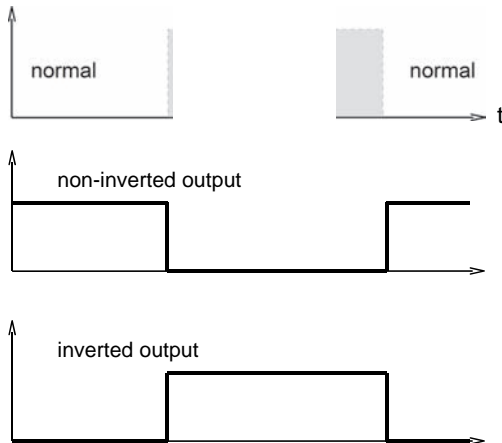 normal
normal
t
non-inverted output
inverted output